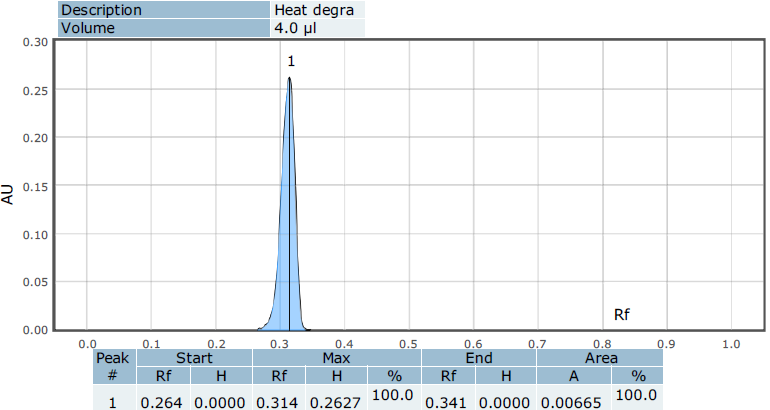 Description Heat degra
Volume 4.0 µl
0.30
1
0.25
0.20
0.15
AU
0.10
0.05
Rf
0.00
0.0 0.1 0.2 0.3 0.4 0.5 0.6 0.7 0.8 0.9 1.0
Peak Start Max End Area
# Rf H Rf H % Rf H A %
1 0.264 0.0000 0.314 0.2627 100.0 0.341 0.0000 0.00665 100.0